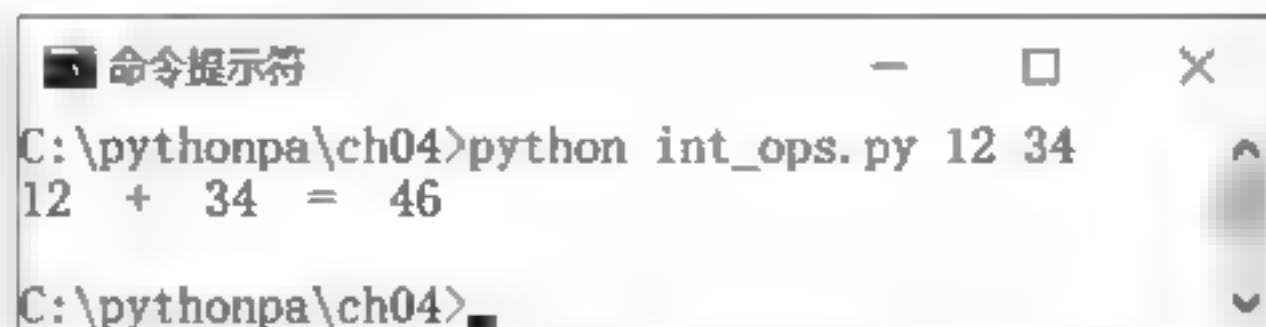 命令提示符
C:\pythonpa\ch04>python int_ops.py 12 34
12 + 34 = 46
C:\pythonpa\ch04>